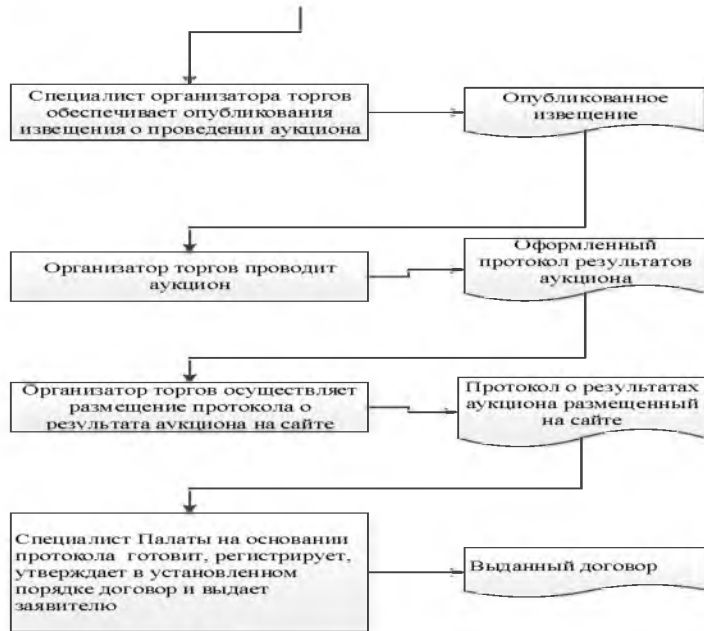 Специалист организатора торгов
обеспечивает опубликования
извещения о проведении аукциона
Опубликованное
извещение
Организатор торгов проводит
аукцион
Оформленный
протокол результатов
аукциона
Организатор торгов осуществляет
размещение протокола о
результата аукциона на сайте
Протокол о результатах
аукциона размещенный
на сайте
Специалист Палаты на основании
протокола готовит, регистрирует,
утверждает в установленном
порядке договор и выдает
заявителю
Выданный договор